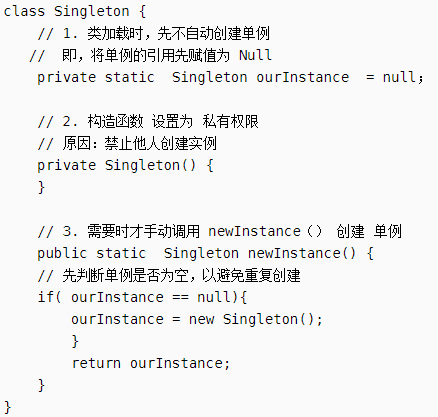 class Singleton {
    // 1. 类加载时，先不自动创建单例
   //  即，将单例的引用先赋值为 Null
    private static  Singleton ourInstance  = null；

    // 2. 构造函数 设置为 私有权限
    // 原因：禁止他人创建实例
    private Singleton() {
    }

    // 3. 需要时才手动调用 newInstance（） 创建 单例
    public static  Singleton newInstance() {
    // 先判断单例是否为空，以避免重复创建
    if( ourInstance == null){
        ourInstance = new Singleton();
        }
        return ourInstance;
    }
}